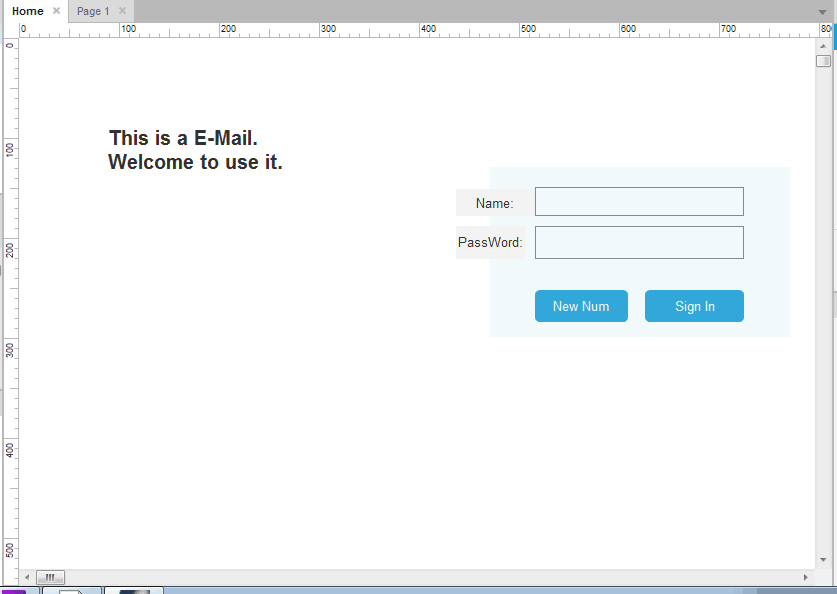 Home
Page 1
0 100 200 300 400 500 600 700 80
0
100
200
300
400
500
This is a E-Mail.
Welcome to use it.
Name:
PassWord:
New Num
Sign In